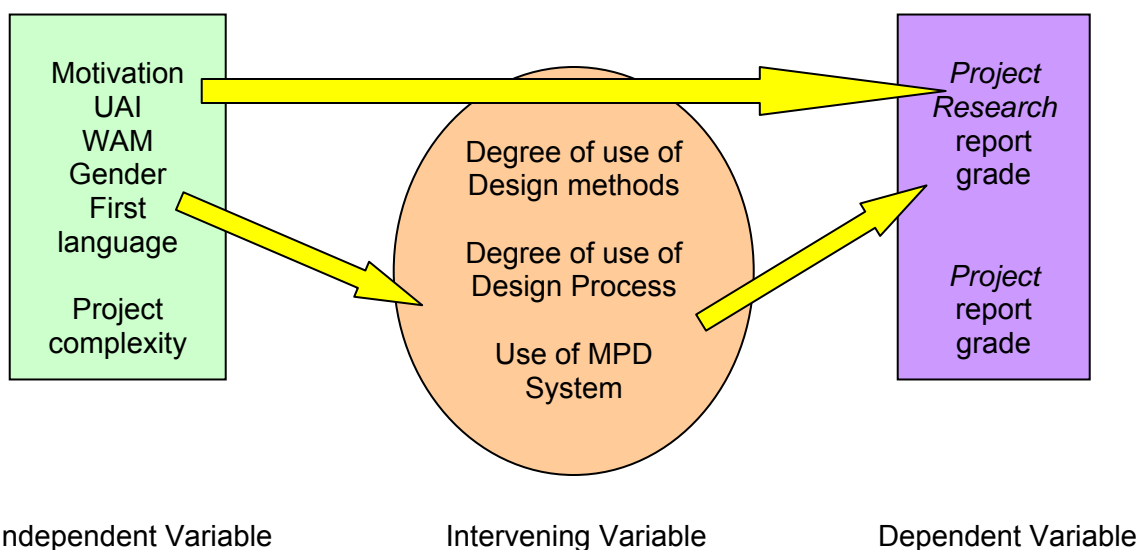 Motivation
UAI
WAM
Gender
First
language
Project
complexity
Degree of use of
Design methods
Degree of use of
Design Process
Use of MPD
System
Project
Research
report
grade
Project
report
grade
ndependent Variable
Intervening Variable
Dependent Variable